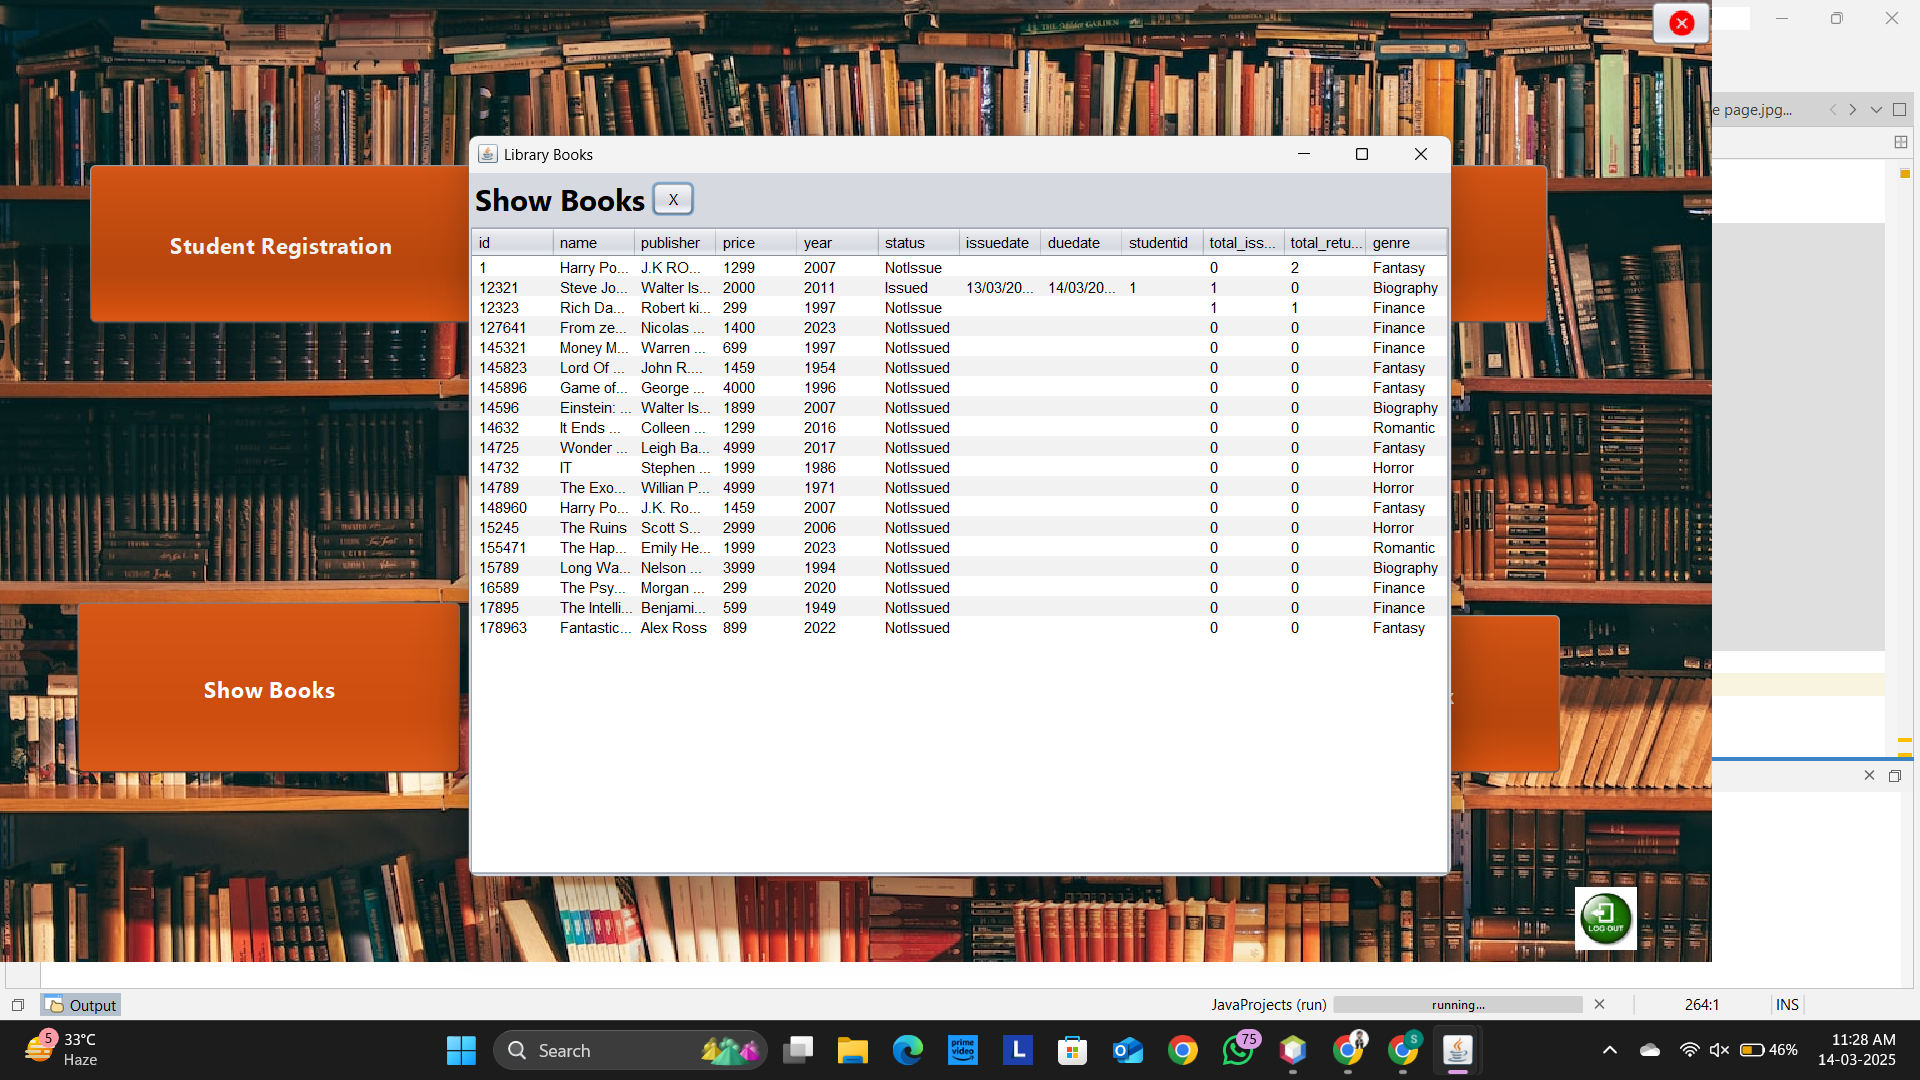 e page.jpg...
Library Books
Show Books X
Student Registration
id name publisher price year status issuedate duedate studentid total_iss... total_retu... genre
1 Harry Po... J.K RO... 1299 2007 NotIssue 0 2 Fantasy
12321 Steve Jo... Walter Is... 2000 2011 Issued 13/03/20... 14/03/20... 1 1 0 Biography
12323 Rich Da... Robert ki... 299 1997 NotIssue 1 1 Finance
127641 From ze... Nicolas ... 1400 2023 NotIssued 0 0 Finance
145321 Money M... Warren ... 699 1997 NotIssued 0 0 Finance
145823 Lord Of ... John R.... 1459 1954 NotIssued 0 0 Fantasy
145896 Game of... George ... 4000 1996 NotIssued 0 0 Fantasy
14596 Einstein: ... Walter Is... 1899 2007 NotIssued 0 0 Biography
14632 It Ends ... Colleen ... 1299 2016 NotIssued 0 0 Romantic
14725 Wonder ... Leigh Ba... 4999 2017 NotIssued 0 0 Fantasy
14732 IT Stephen ... 1999 1986 NotIssued 0 0 Horror
14789 The Exo... Willian P... 4999 1971 NotIssued 0 0 Horror
148960 Harry Po... J.K. Ro... 1459 2007 NotIssued 0 0 Fantasy
15245 The Ruins Scott S... 2999 2006 NotIssued 0 0 Horror
155471 The Hap... Emily He... 1999 2023 NotIssued 0 0 Romantic
15789 Long Wa... Nelson ... 3999 1994 NotIssued 0 0 Biography
16589 The Psy... Morgan ... 299 2020 NotIssued 0 0 Finance
17895 The Intelli... Benjami... 599 1949 NotIssued 0 0 Finance
178963 Fantastic... Alex Ross 899 2022 NotIssued 0 0 Fantasy
Show Books
LOG OUT
Output JavaProjects (run) running... 264:1 INS
5 33°C
Haze
Search
prime video
L
75
S
46%
11:28 AM
14-03-2025